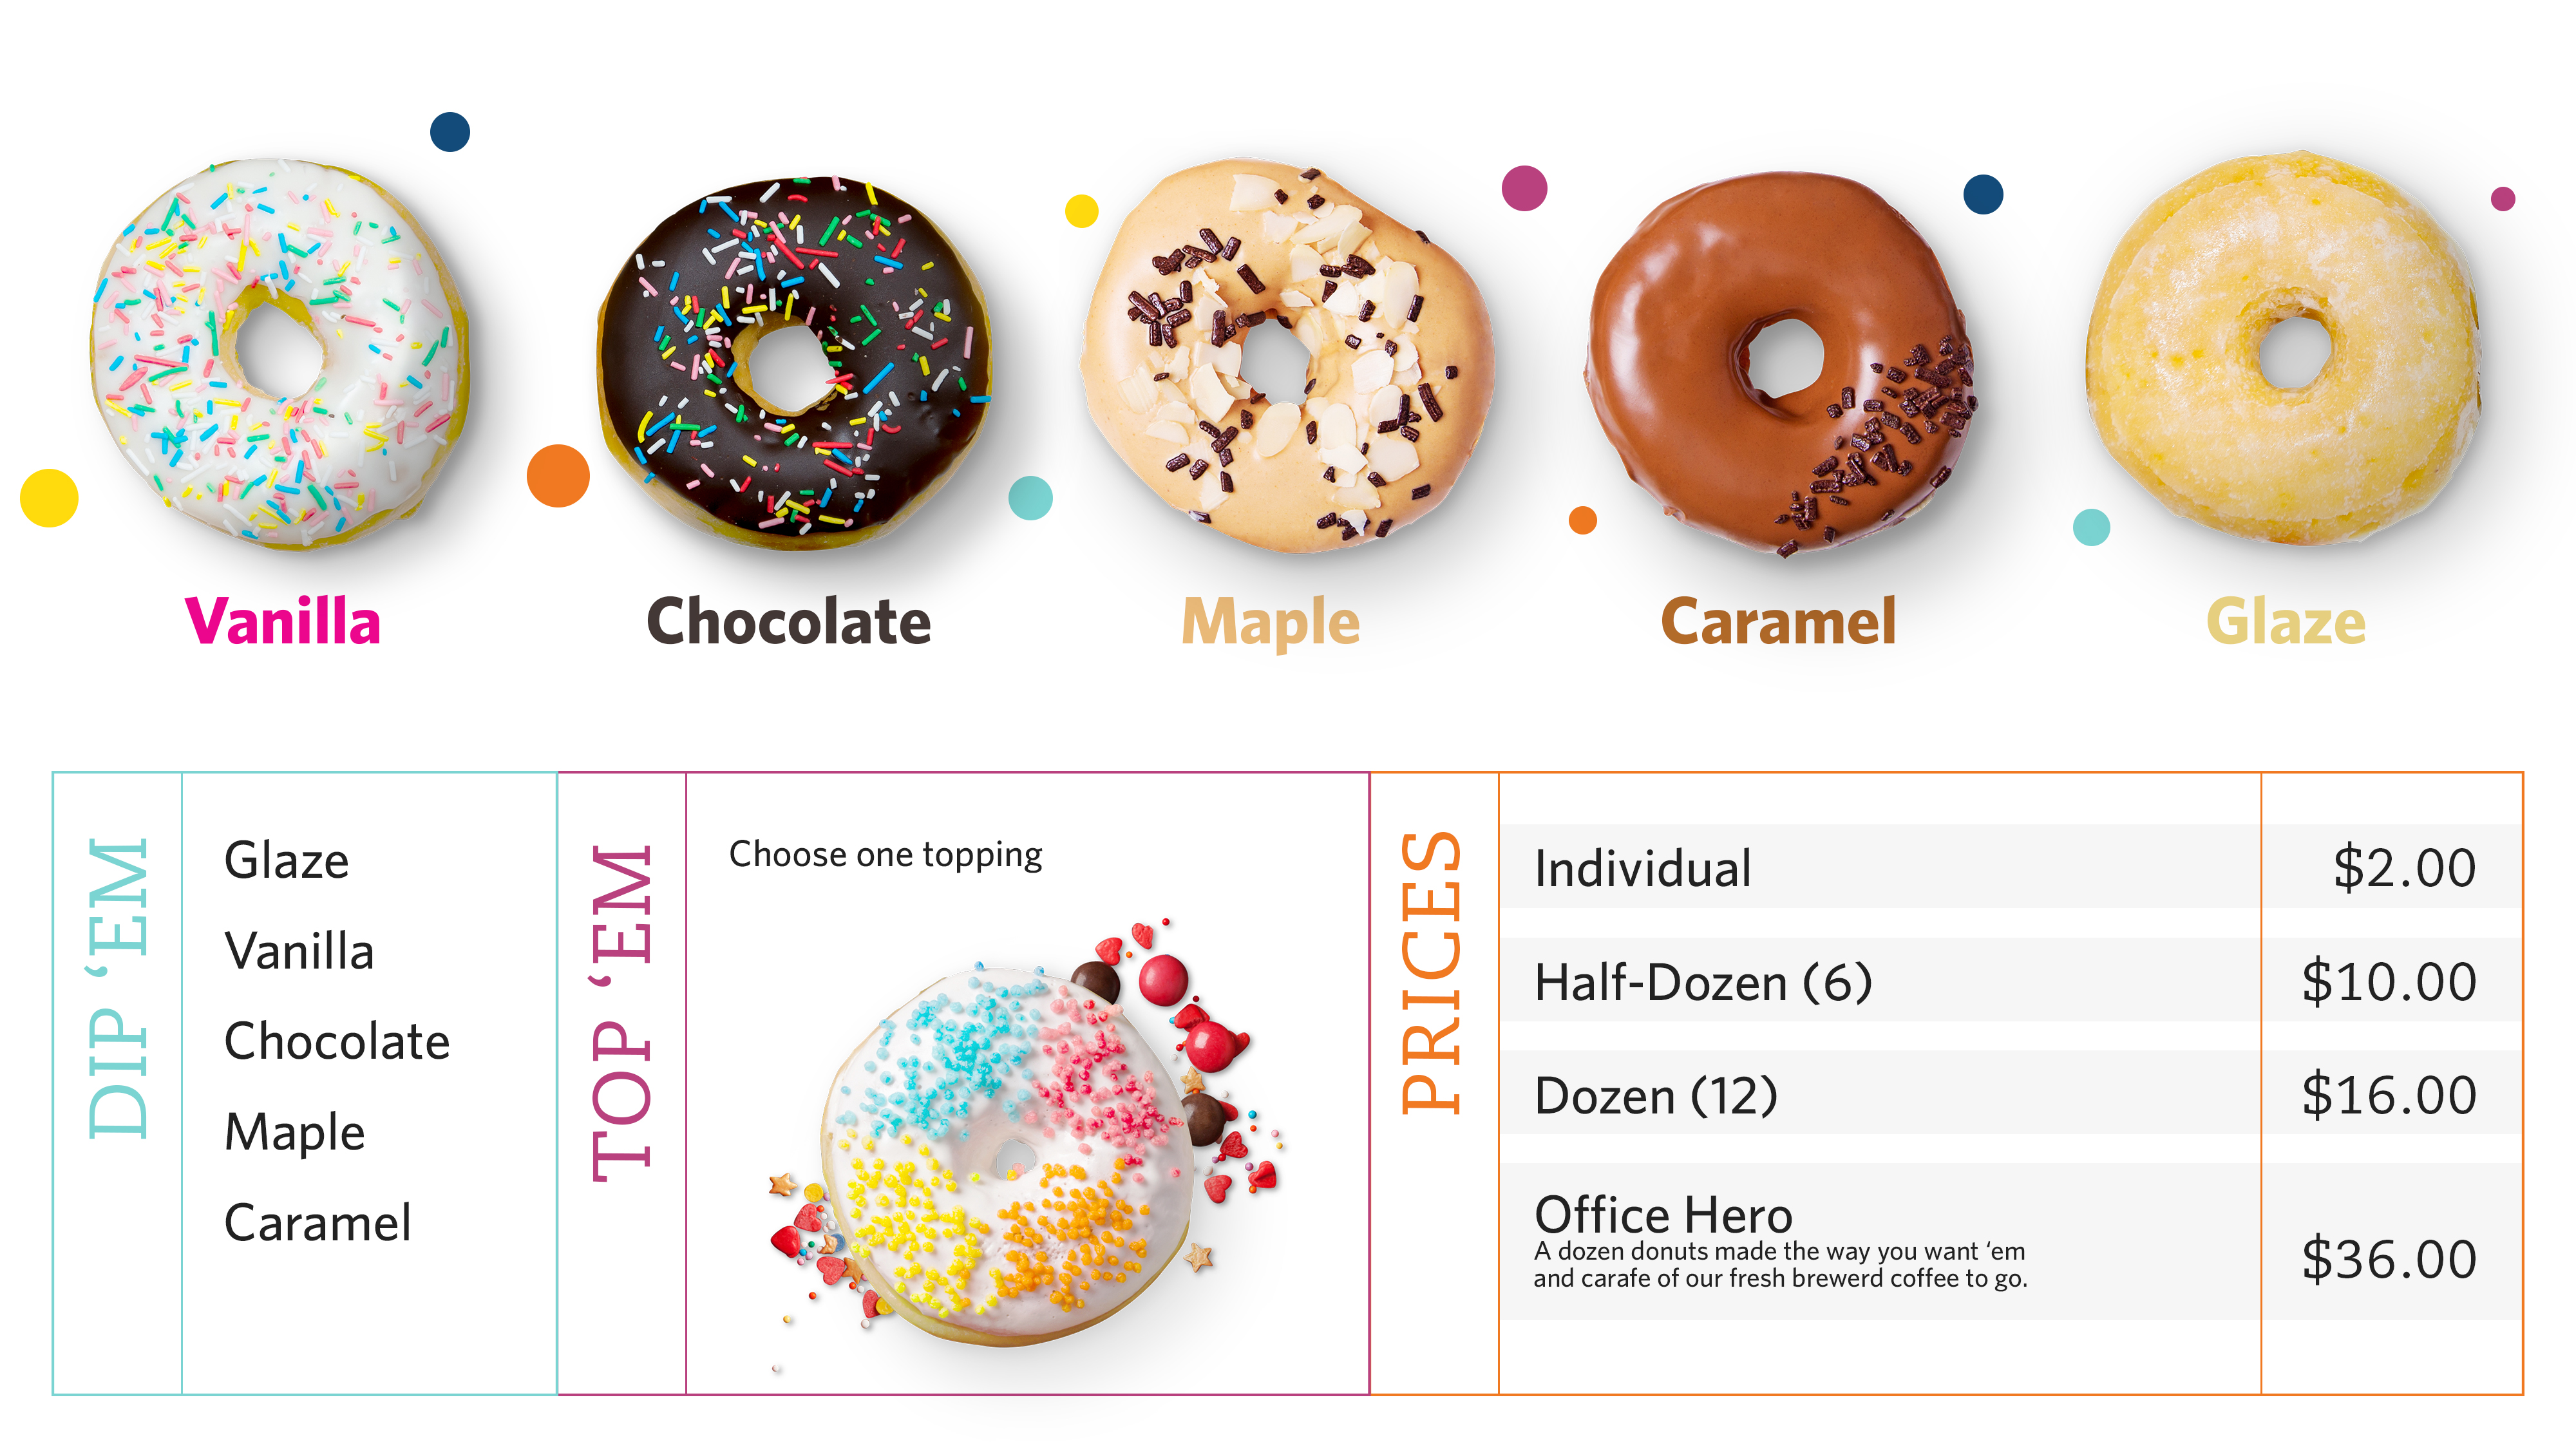 Vanilla
Chocolate
Maple
Caramel
Glaze
DIP ‘EM
Glaze
Vanilla
Chocolate
Maple
Caramel
TOP ‘EM
Choose one topping
PRICES
Individual $2.00
Half-Dozen (6) $10.00
Dozen (12) $16.00
Office Hero
A dozen donuts made the way you want ‘em
and carafe of our fresh brewerd coffee to go.
$36.00